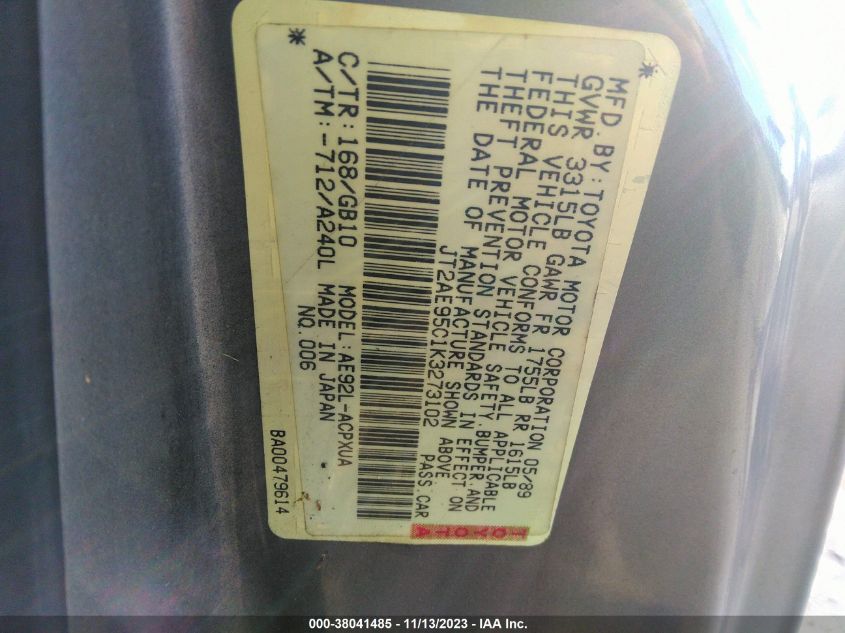 MFD.BY:TOYOTA MOTOR CORPORATION 05/89
GVWR 3315LB GAWR FR 1755LB RR 1615LB
THIS VEHICLE CONFORMS TO ALL APPLICABLE
FEDERAL MOTOR VEHICLE SAFETY.BUMPER.AND
THEFT PREVENTION STANDARDS IN EFFECT ON
THE DATE OF MANUFACTURE SHOWN ABOVE
JT2AE95C1K3273102 PASS.CAR
*
*
C/TR:168/GB10 MODEL:AE92L-ACPXUA
A/TM:-712/A240L MADE IN JAPAN
NO.006
BA00479614
TOYOTA
000-38041485 - 11/13/2023 - IAA Inc.